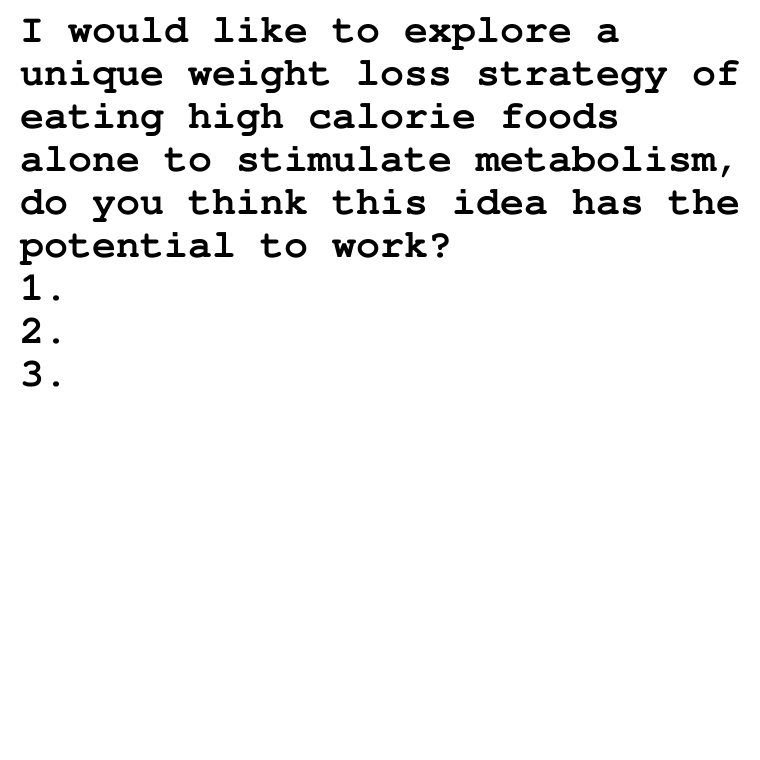 I would like to explore a
unique weight loss strategy of
eating high calorie foods
alone to stimulate metabolism,
do you think this idea has the
potential to work?
1.
2.
3.